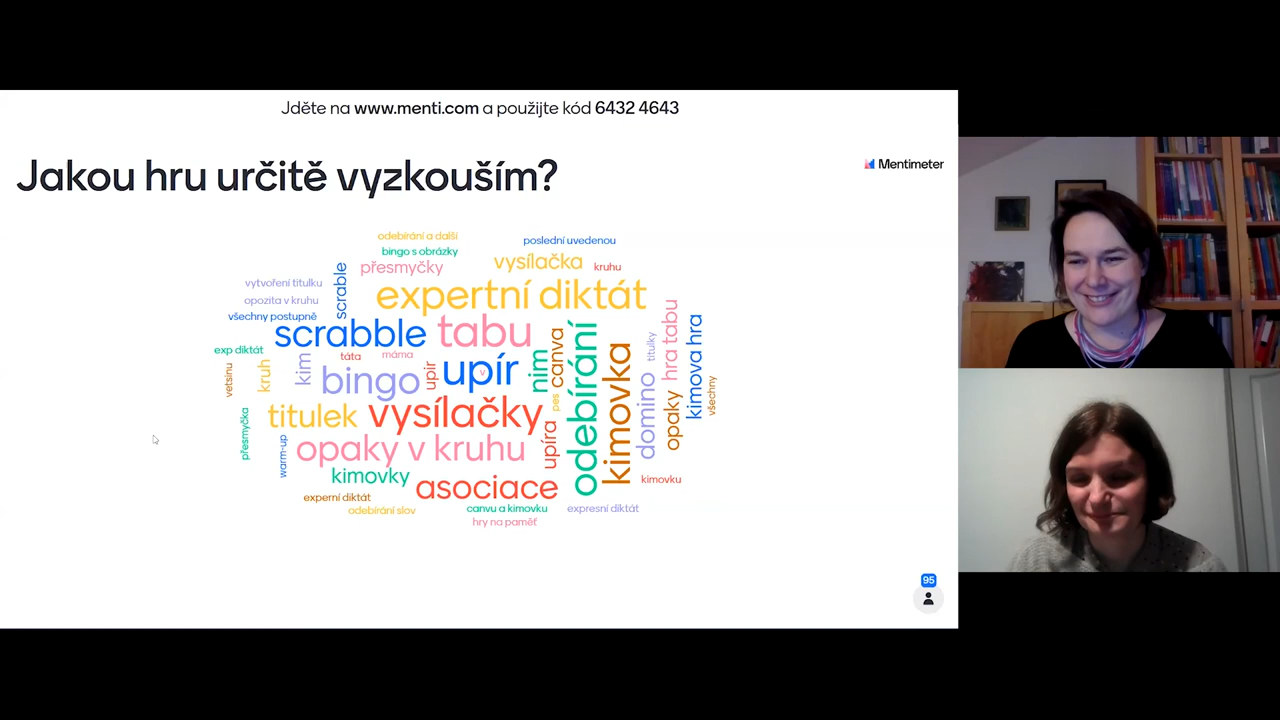 Jděte na www.menti.com a použijte kód 6432 4643
Jakou hru určitě vyzkouším?
Mentimeter
odebírání a další
poslední uvedenou
bingo s obrázky
přesmyčky
vysílačka
kruhu
vytvoření titulku
scrable
opozita v kruhu
expertní diktát
všechny postupně
scrabble
tabu
hra tabu
kimova hra
exp diktát
táta
máma
nim
canva
odebírání
kimovka
titulky
vetsinu
kruh
kim
bingo
upir
upír
v
pes
domino
opaky
všechny
titulek
vysílačky
přesmyčka
warm-up
opaky v kruhu
upíra
kimovky
asociace
kimovku
experní diktát
odebírání slov
canvu a kimovku
expresní diktát
hry na paměť
95